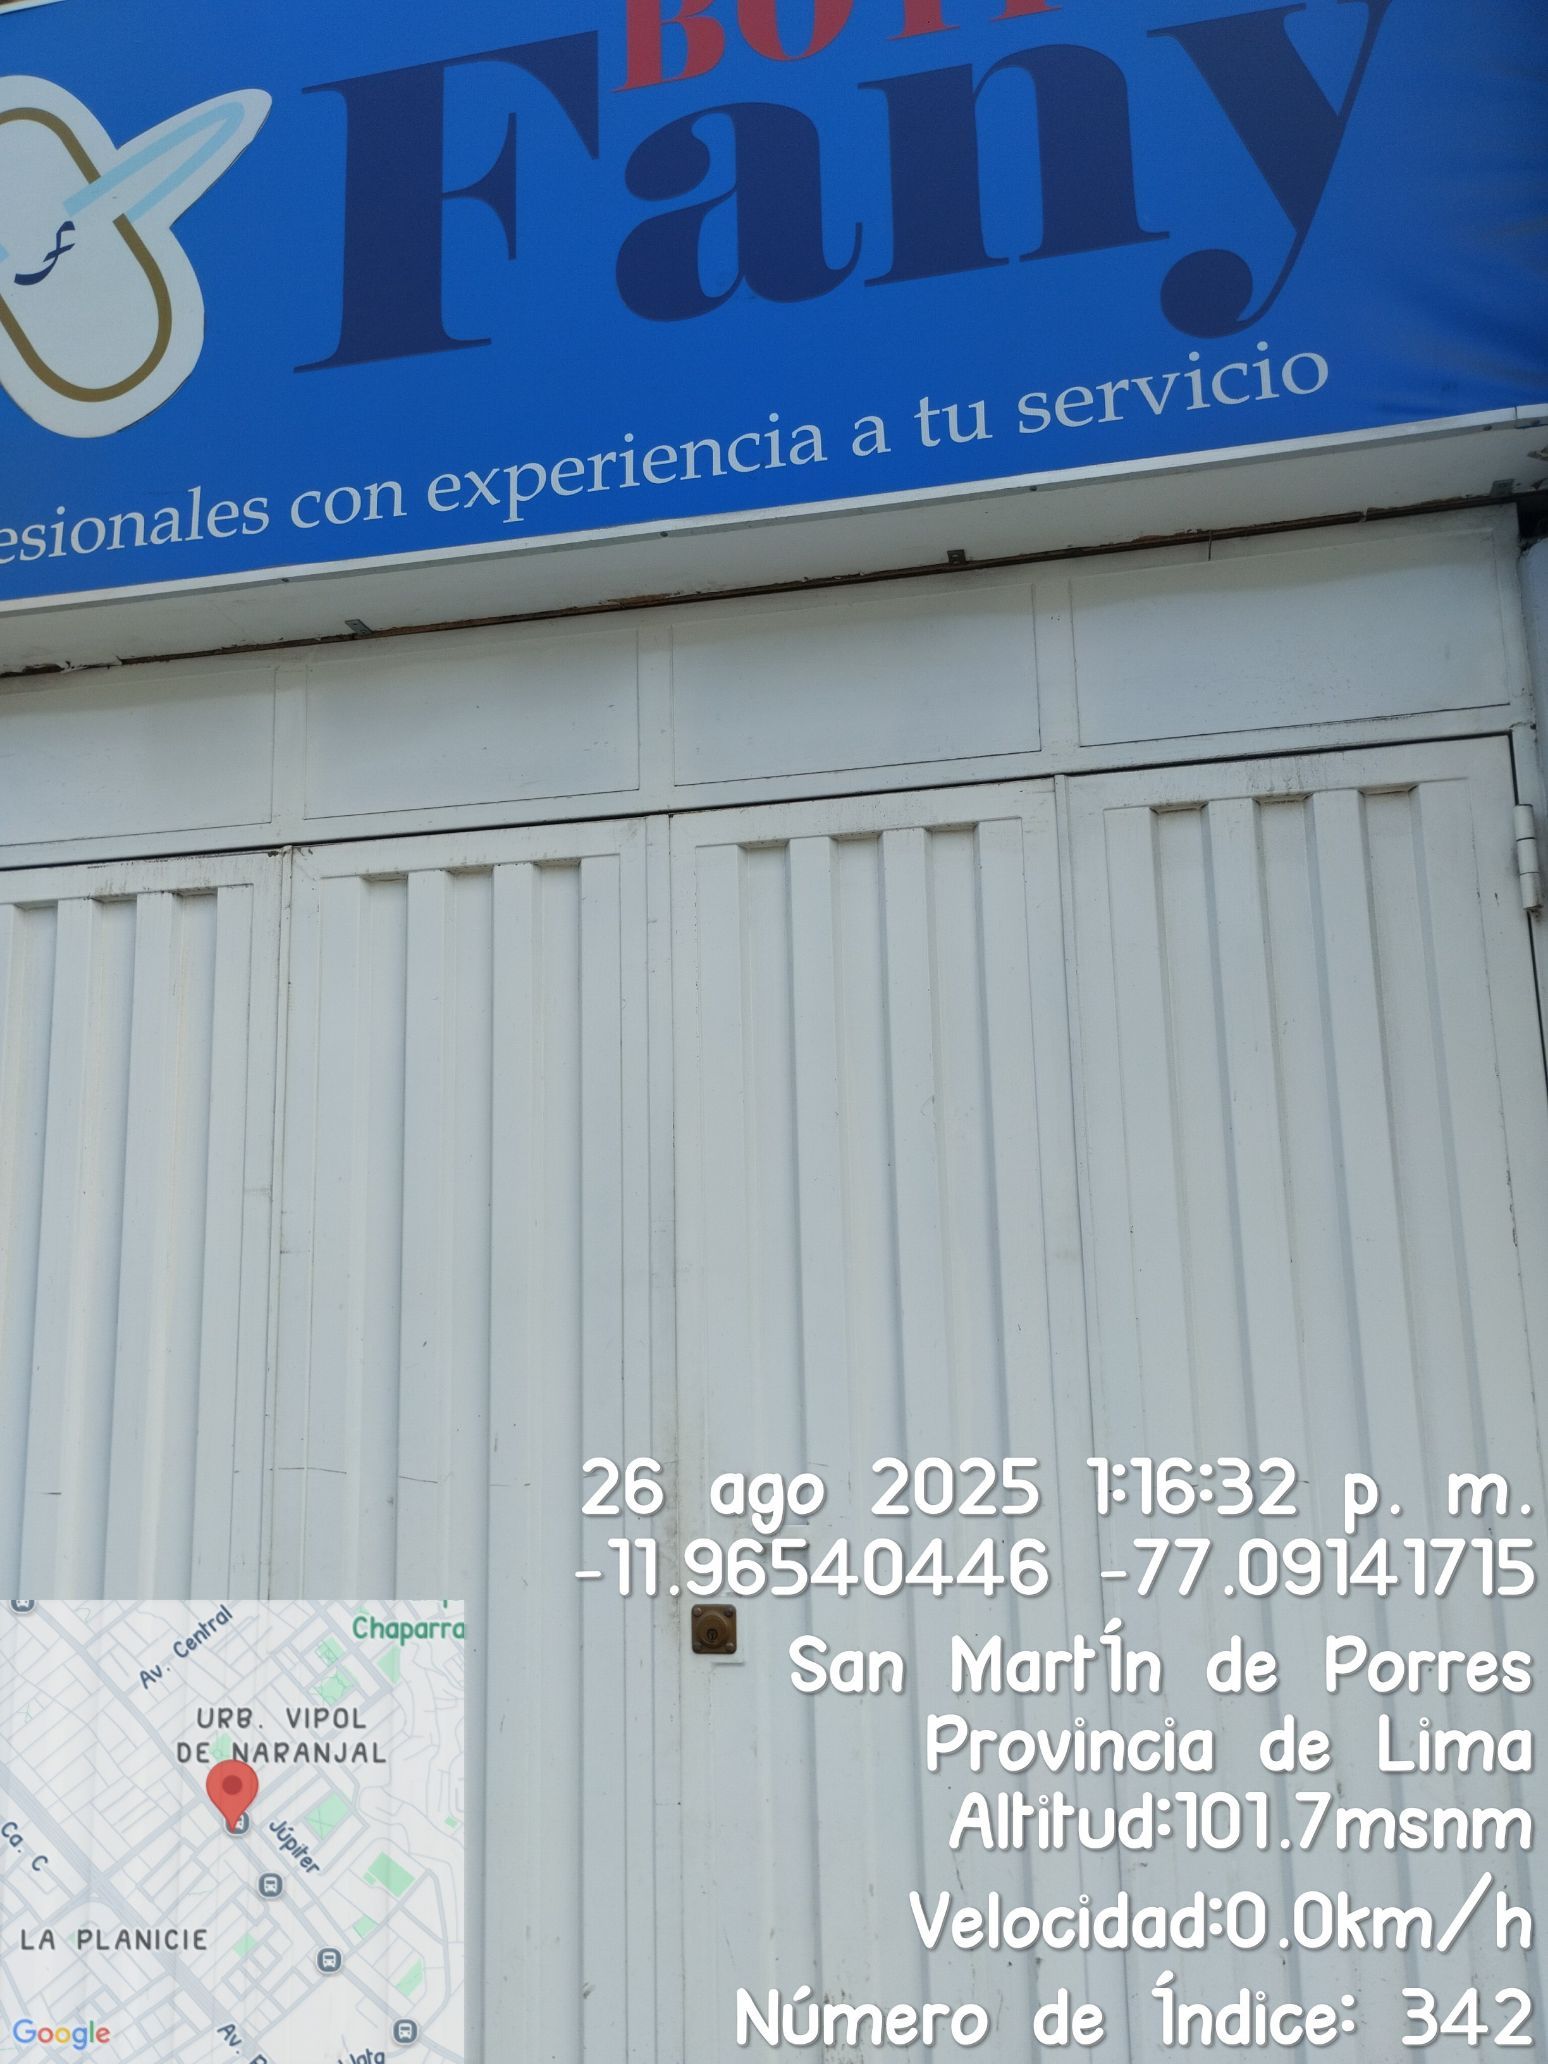 Fany
f
con experiencia a tu servicio
26 ago 2025 1:16:32 p. m.
-11.96540446 -77.09141715
San Martín de Porres
Provincia de Lima
Altitud:101.7msnm
Velocidad:0.0km/h
Número de índice: 342
Chaparra
Av. Central
URB. VIPOL
DE NARANJAL
Júpiter
Ca. C
LA PLANICIE
Google
Av.